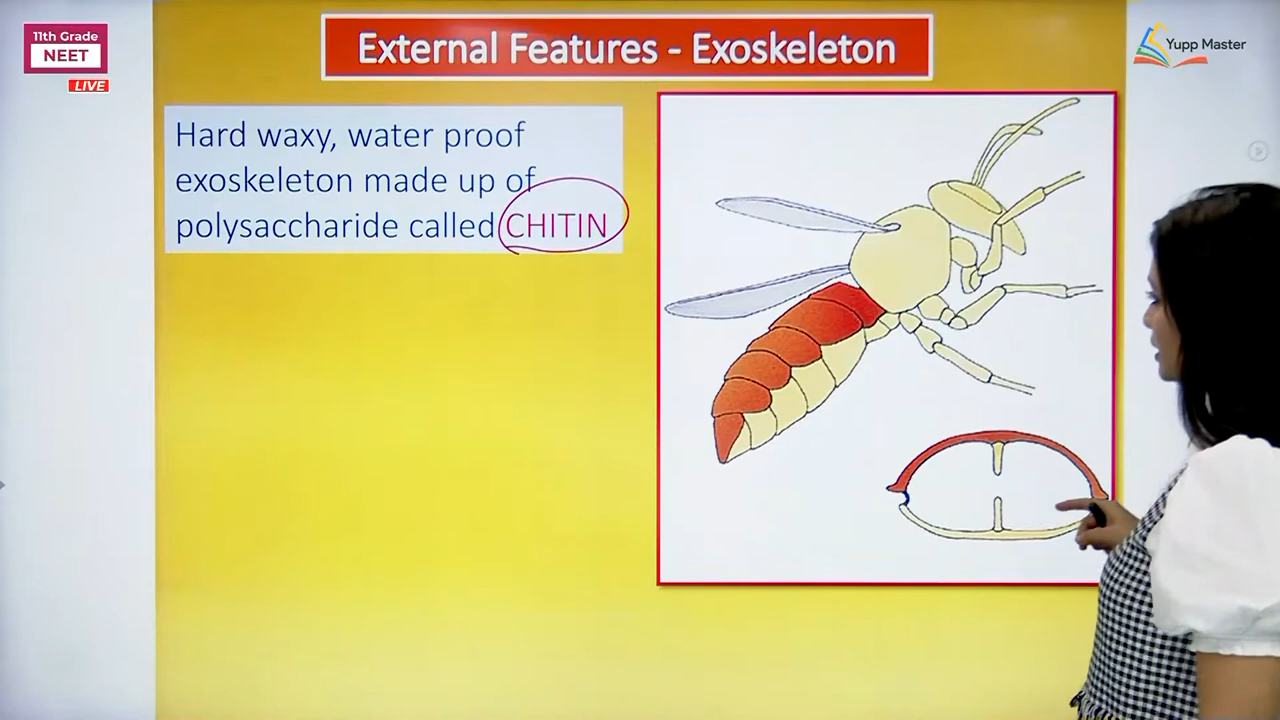 11th Grade
NEET
LIVE
External Features - Exoskeleton
Yupp Master
Hard waxy, water proof
exoskeleton made up of
polysaccharide called CHITIN